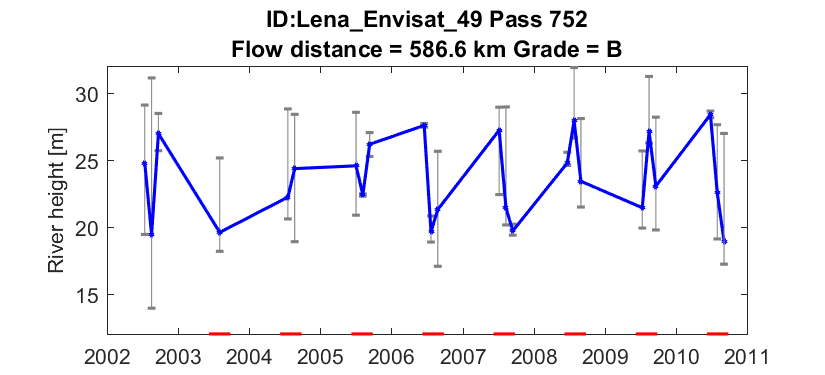 ID:Lena_Envisat_49 Pass 752
Flow distance = 586.6 km Grade = B
River height [m]
30
25
20
15
2002 2003 2004 2005 2006 2007 2008 2009 2010 2011